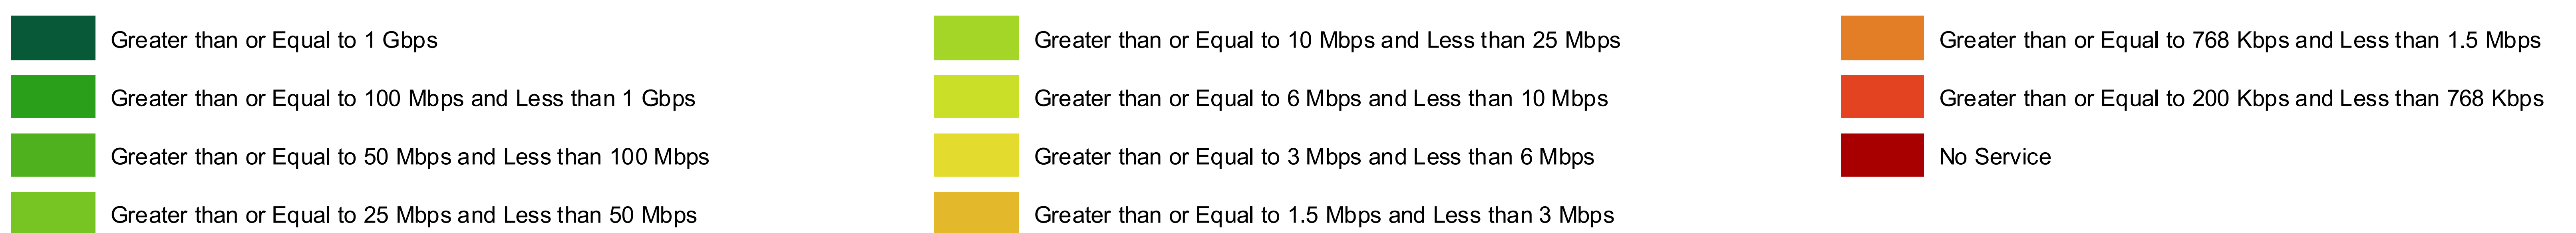 Greater than or Equal to 1 Gbps
Greater than or Equal to 100 Mbps and Less than 1 Gbps
Greater than or Equal to 50 Mbps and Less than 100 Mbps
Greater than or Equal to 25 Mbps and Less than 50 Mbps
Greater than or Equal to 10 Mbps and Less than 25 Mbps
Greater than or Equal to 6 Mbps and Less than 10 Mbps
Greater than or Equal to 3 Mbps and Less than 6 Mbps
Greater than or Equal to 1.5 Mbps and Less than 3 Mbps
Greater than or Equal to 768 Kbps and Less than 1.5 Mbps
Greater than or Equal to 200 Kbps and Less than 768 Kbps
No Service